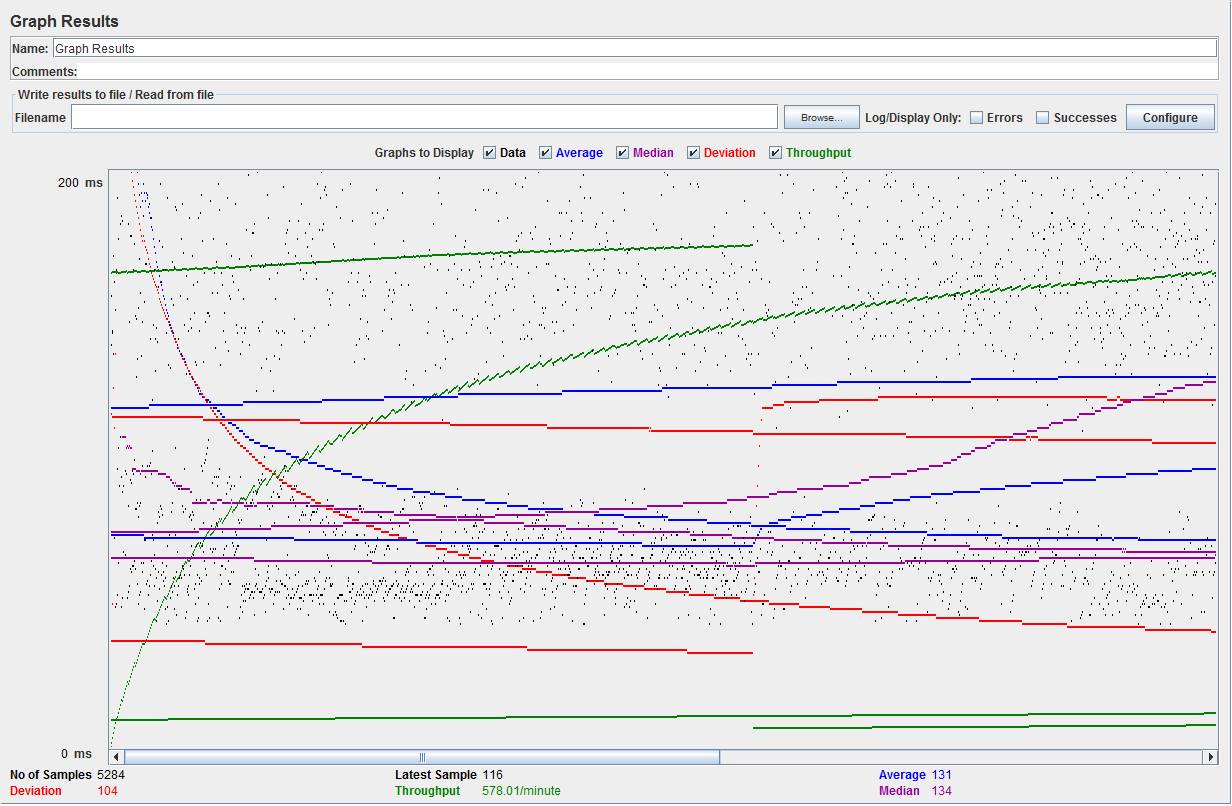 Graph Results
Name: Graph Results
Comments:
Write results to file / Read from file
Filename Browse... Log/Display Only: Errors Successes Configure
Graphs to Display Data Average Median Deviation Throughput
200 ms
0 ms
No of Samples 5284 Latest Sample 116 Average 131
Deviation 104 Throughput 578.01/minute Median 134